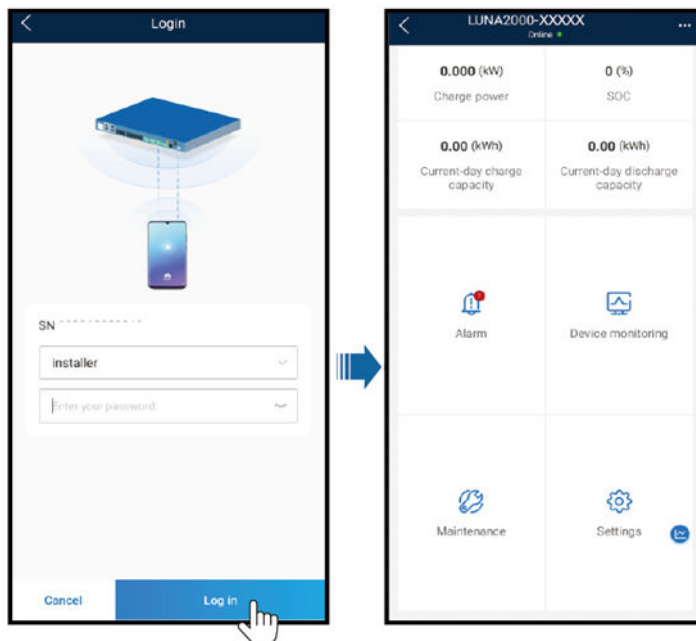 Login
SN
installer
Enter your password
Cancel
Log in
LUNA2000-XXXXX
Online
...
0.000 (kW)
Charge power
0 (%)
SOC
0.00 (kWh)
Current-day charge
capacity
0.00 (kWh)
Current-day discharge
capacity
Alarm
Device monitoring
Maintenance
Settings